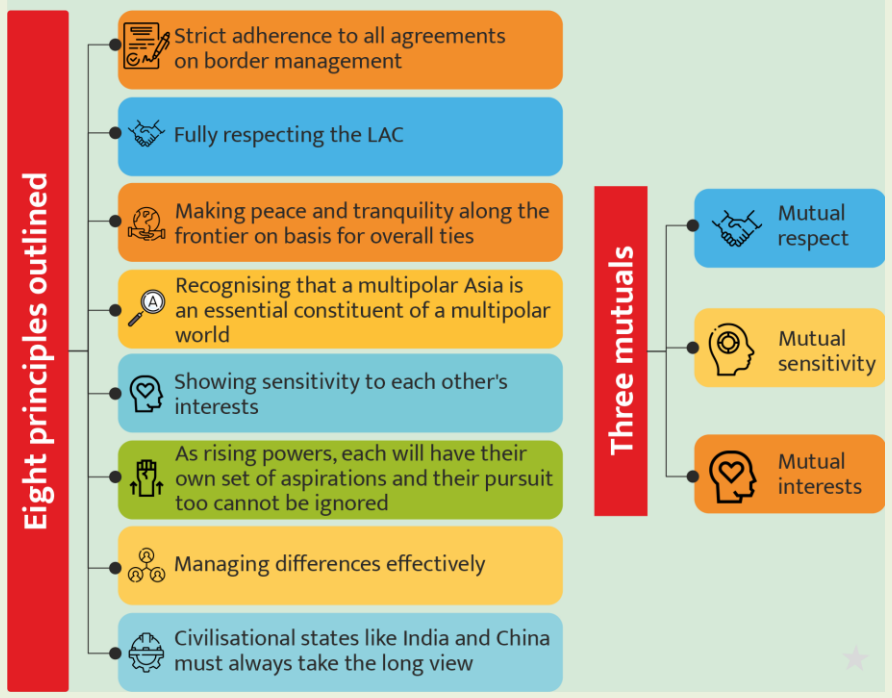 Eight principles outlined
Strict adherence to all agreements
on border management
Fully respecting the LAC
Making peace and tranquility along the
frontier on basis for overall ties
A
Recognising that a multipolar Asia is
an essential constituent of a multipolar
world
Showing sensitivity to each other's
interests
As rising powers, each will have their
own set of aspirations and their pursuit
too cannot be ignored
Managing differences effectively
Civilisational states like India and China
must always take the long view
Three mutuals
Mutual
respect
Mutual
sensitivity
Mutual
interests